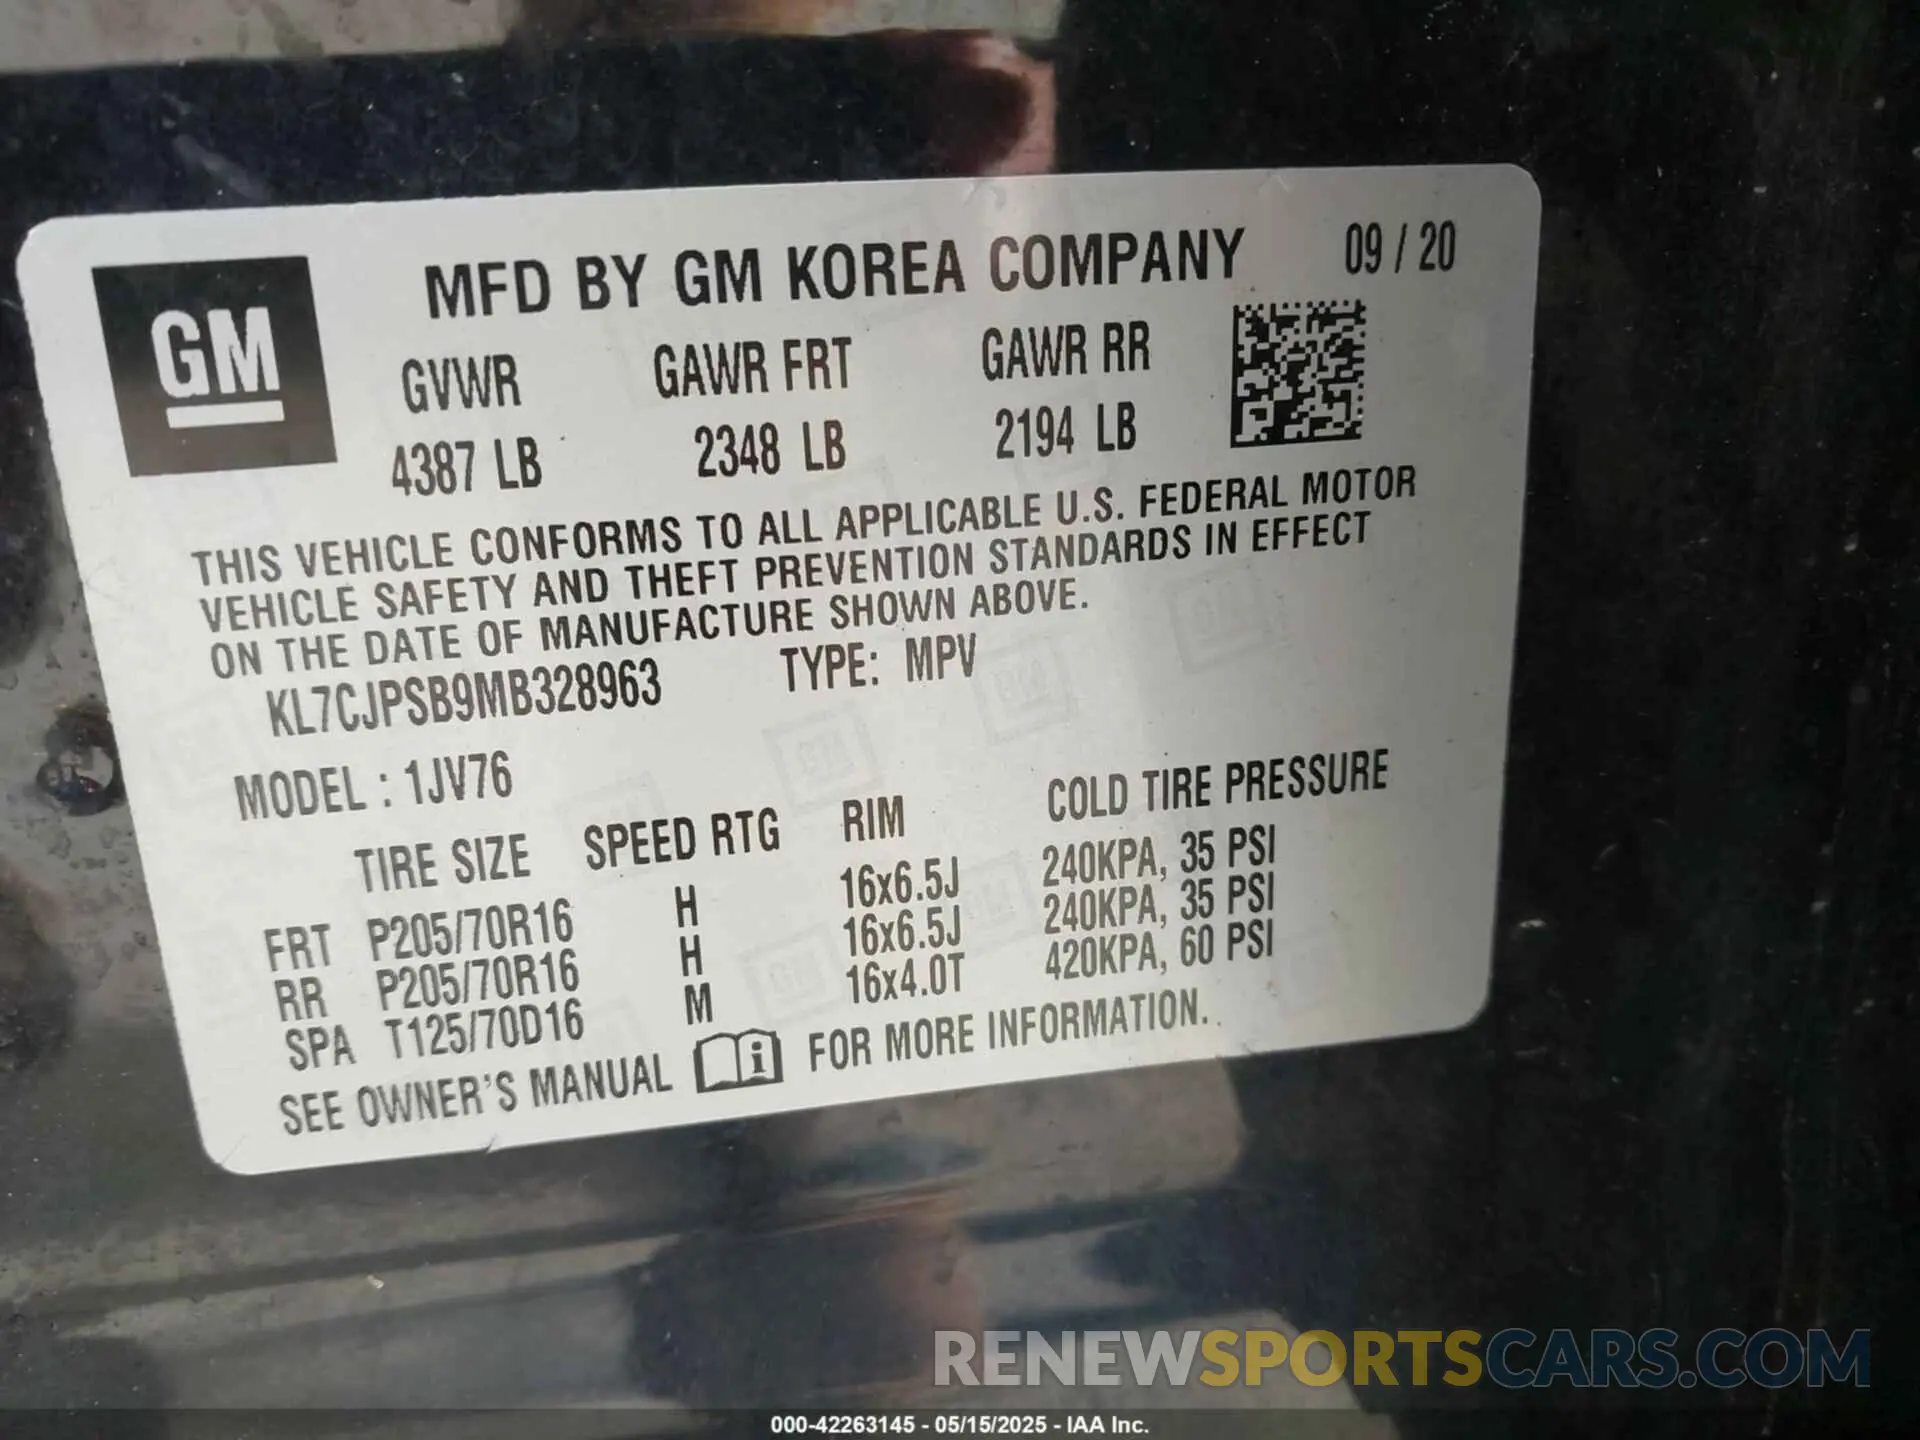 GM
MFD BY GM KOREA COMPANY 09 / 20
GVWR GAWR FRT GAWR RR
4387 LB 2348 LB 2194 LB
THIS VEHICLE CONFORMS TO ALL APPLICABLE U.S. FEDERAL MOTOR
VEHICLE SAFETY AND THEFT PREVENTION STANDARDS IN EFFECT
ON THE DATE OF MANUFACTURE SHOWN ABOVE.
KL7CJPSB9MB328963 TYPE: MPV
MODEL : 1JV76
TIRE SIZE SPEED RTG RIM COLD TIRE PRESSURE
FRT P205/70R16 H 16x6.5J 240KPA, 35 PSI
RR P205/70R16 H 16x6.5J 240KPA, 35 PSI
SPA T125/70D16 M 16x4.0T 420KPA, 60 PSI
SEE OWNER'S MANUAL i FOR MORE INFORMATION.
RENEWSPORTSCARS.COM
000-42263145 - 05/15/2025 - IAA Inc.